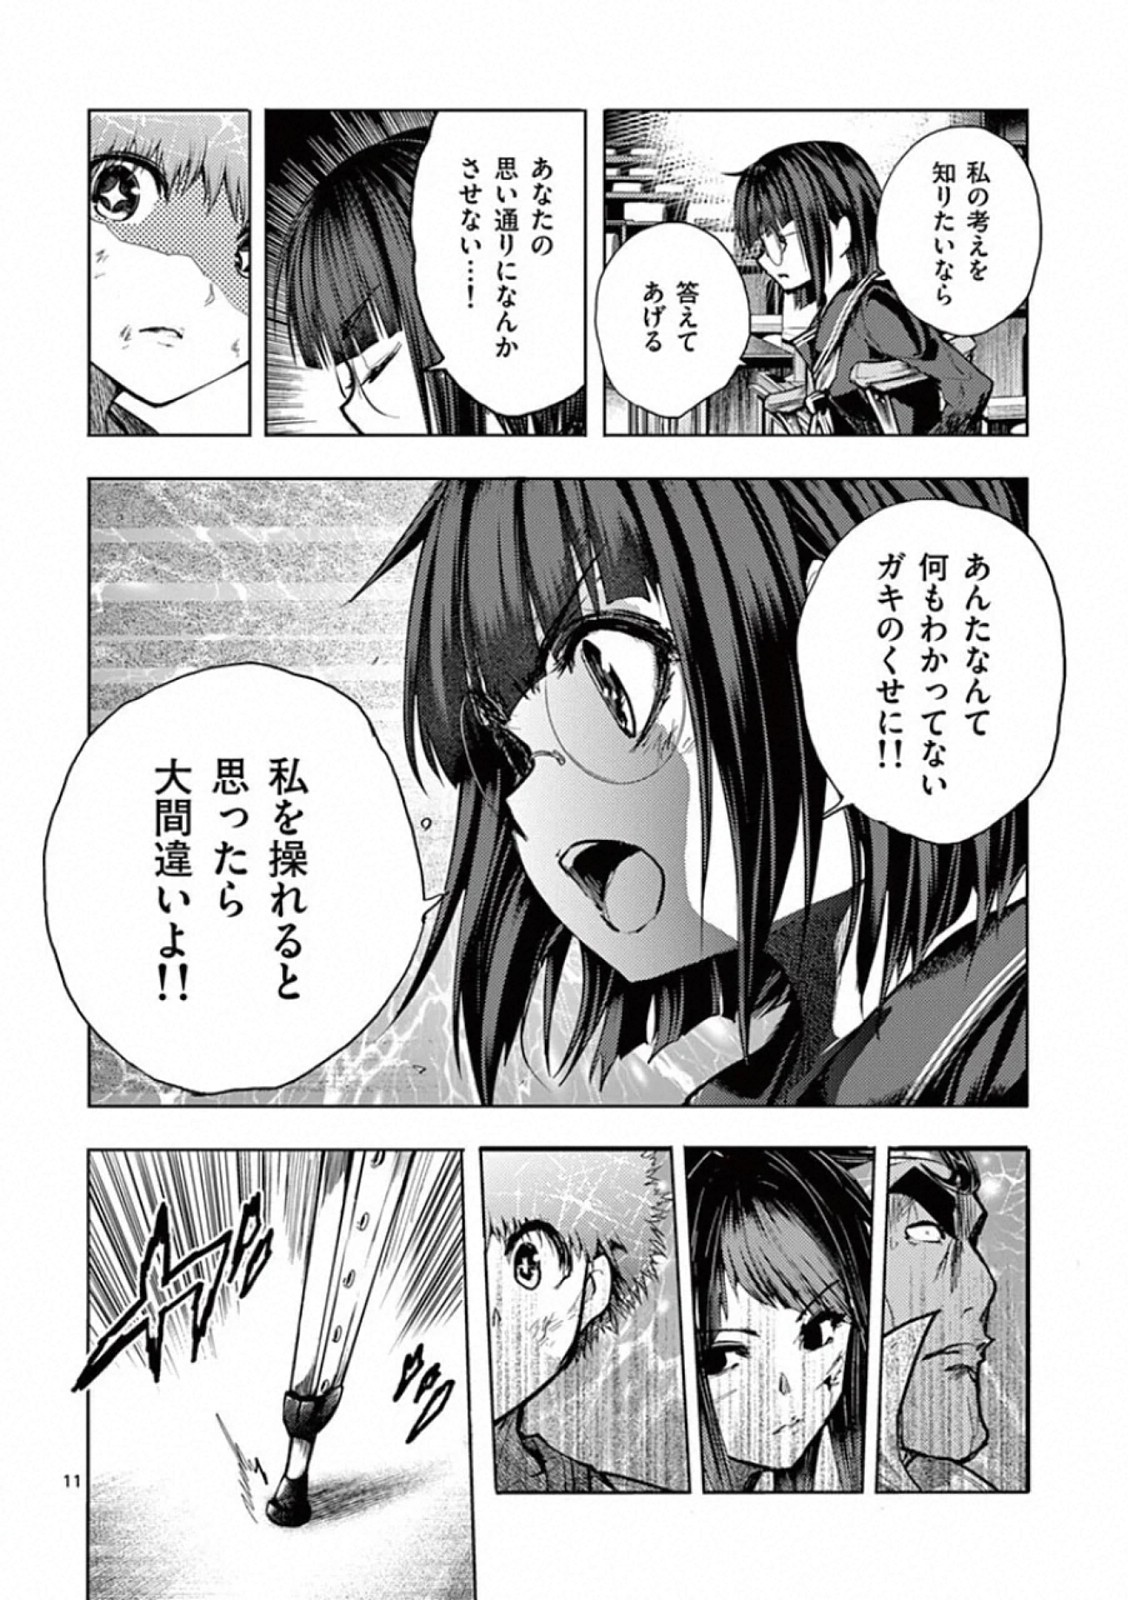 私の考えを
知りたいなら
答えて
あげる
あなたの
思い通りになんか
させない…！
あんたなんて
何もわかってない
ガキのくせに！！
私を操れると
思ったら
大間違いよ！！
11